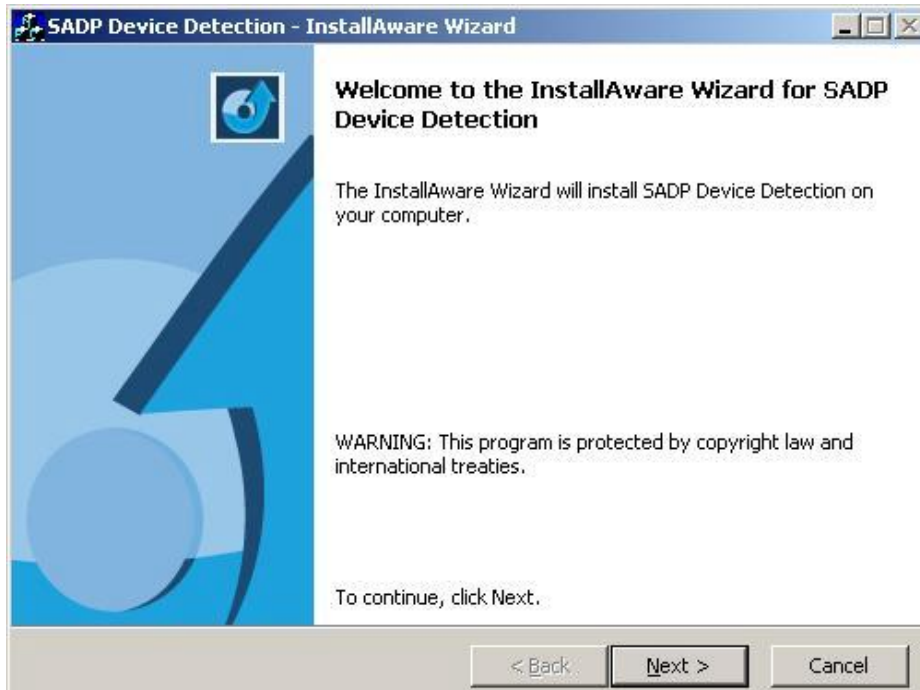 SADP Device Detection - InstallAware Wizard
Welcome to the InstallAware Wizard for SADP
Device Detection
The InstallAware Wizard will install SADP Device Detection on
your computer.
WARNING: This program is protected by copyright law and
international treaties.
To continue, click Next.
< Back
Next >
Cancel